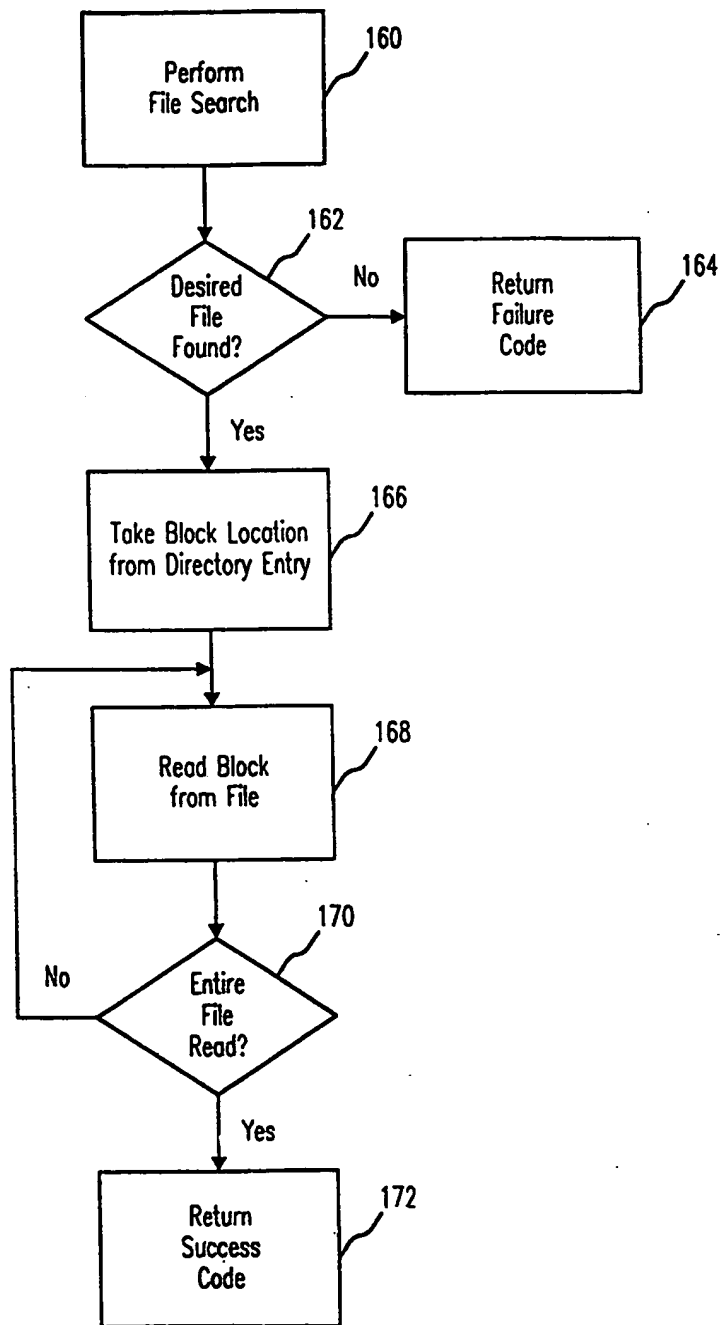 Perform
File Search
160
Desired
File
Found?
162
No
Return
Failure
Code
164
Yes
Take Block Location
from Directory Entry
166
Read Block
from File
168
Entire
File
Read?
170
No
Yes
Return
Success
Code
172